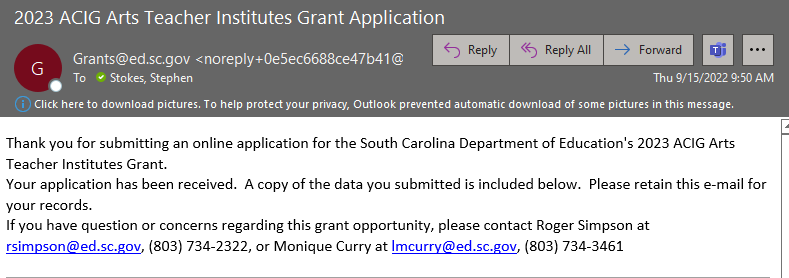 2023 ACIG Arts Teacher Institutes Grant Application
G
Grants@ed.sc.gov <noreply+0e5ec6688ce47b41@
To Stokes, Stephen
Reply
Reply All
Forward
Thu 9/15/2022 9:50 AM
Click here to download pictures. To help protect your privacy, Outlook prevented automatic download of some pictures in this message.
Thank you for submitting an online application for the South Carolina Department of Education's 2023 ACIG Arts
Teacher Institutes Grant.
Your application has been received.  A copy of the data you submitted is included below.  Please retain this e-mail for
your records.
If you have question or concerns regarding this grant opportunity, please contact Roger Simpson at
rsimpson@ed.sc.gov, (803) 734-2322, or Monique Curry at lmcurry@ed.sc.gov, (803) 734-3461